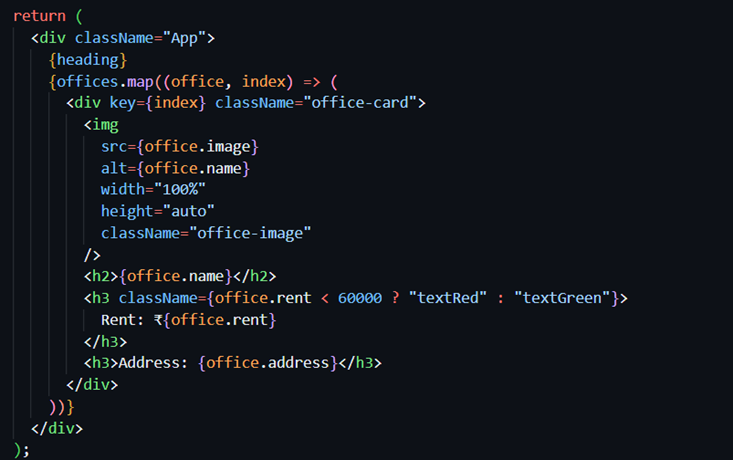 return (
<div className="App">
{heading}
{offices.map((office, index) => (
<div key={index} className="office-card">
<img
src={office.image}
alt={office.name}
width="100%"
height="auto"
className="office-image"
/>
<h2>{office.name}</h2>
<h3 className={office.rent < 60000 ? "textRed" : "textGreen"}>
Rent: ₹{office.rent}
</h3>
<h3>Address: {office.address}</h3>
</div>
))}
</div>
);